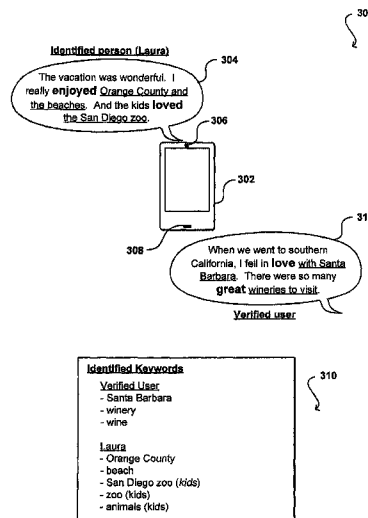 30
Identified person (Laura)
304
The vacation was wonderful. I
really enjoyed Orange County and
the beaches. And the kids loved
the San Diego zoo.
306
302
308
31
When we went to southern
California, I fell in love with Santa
Barbara. There were so many
great wineries to visit.
Verified user
Identified Keywords
310
Verified User
- Santa Barbara
- winery
- wine
Laura
- Orange County
- beach
- San Diego zoo (kids)
- zoo (kids)
- animals (kids)